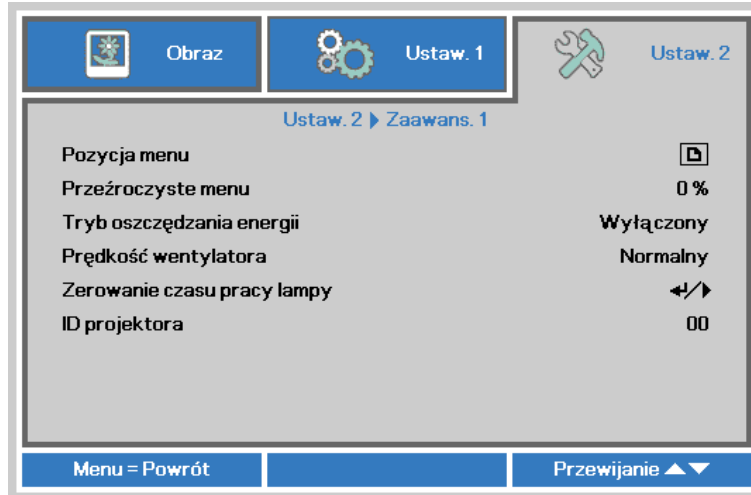 Obraz
Ustaw. 1
Ustaw. 2
Ustaw. 2 ▶ Zaawans. 1
Pozycja menu
Przeźroczyste menu 0 %
Tryb oszczędzania energii Wyłączony
Prędkość wentylatora Normalny
Zerowanie czasu pracy lampy ↵/▶
ID projektora 00
Menu = Powrót
Przewijanie ▲▼